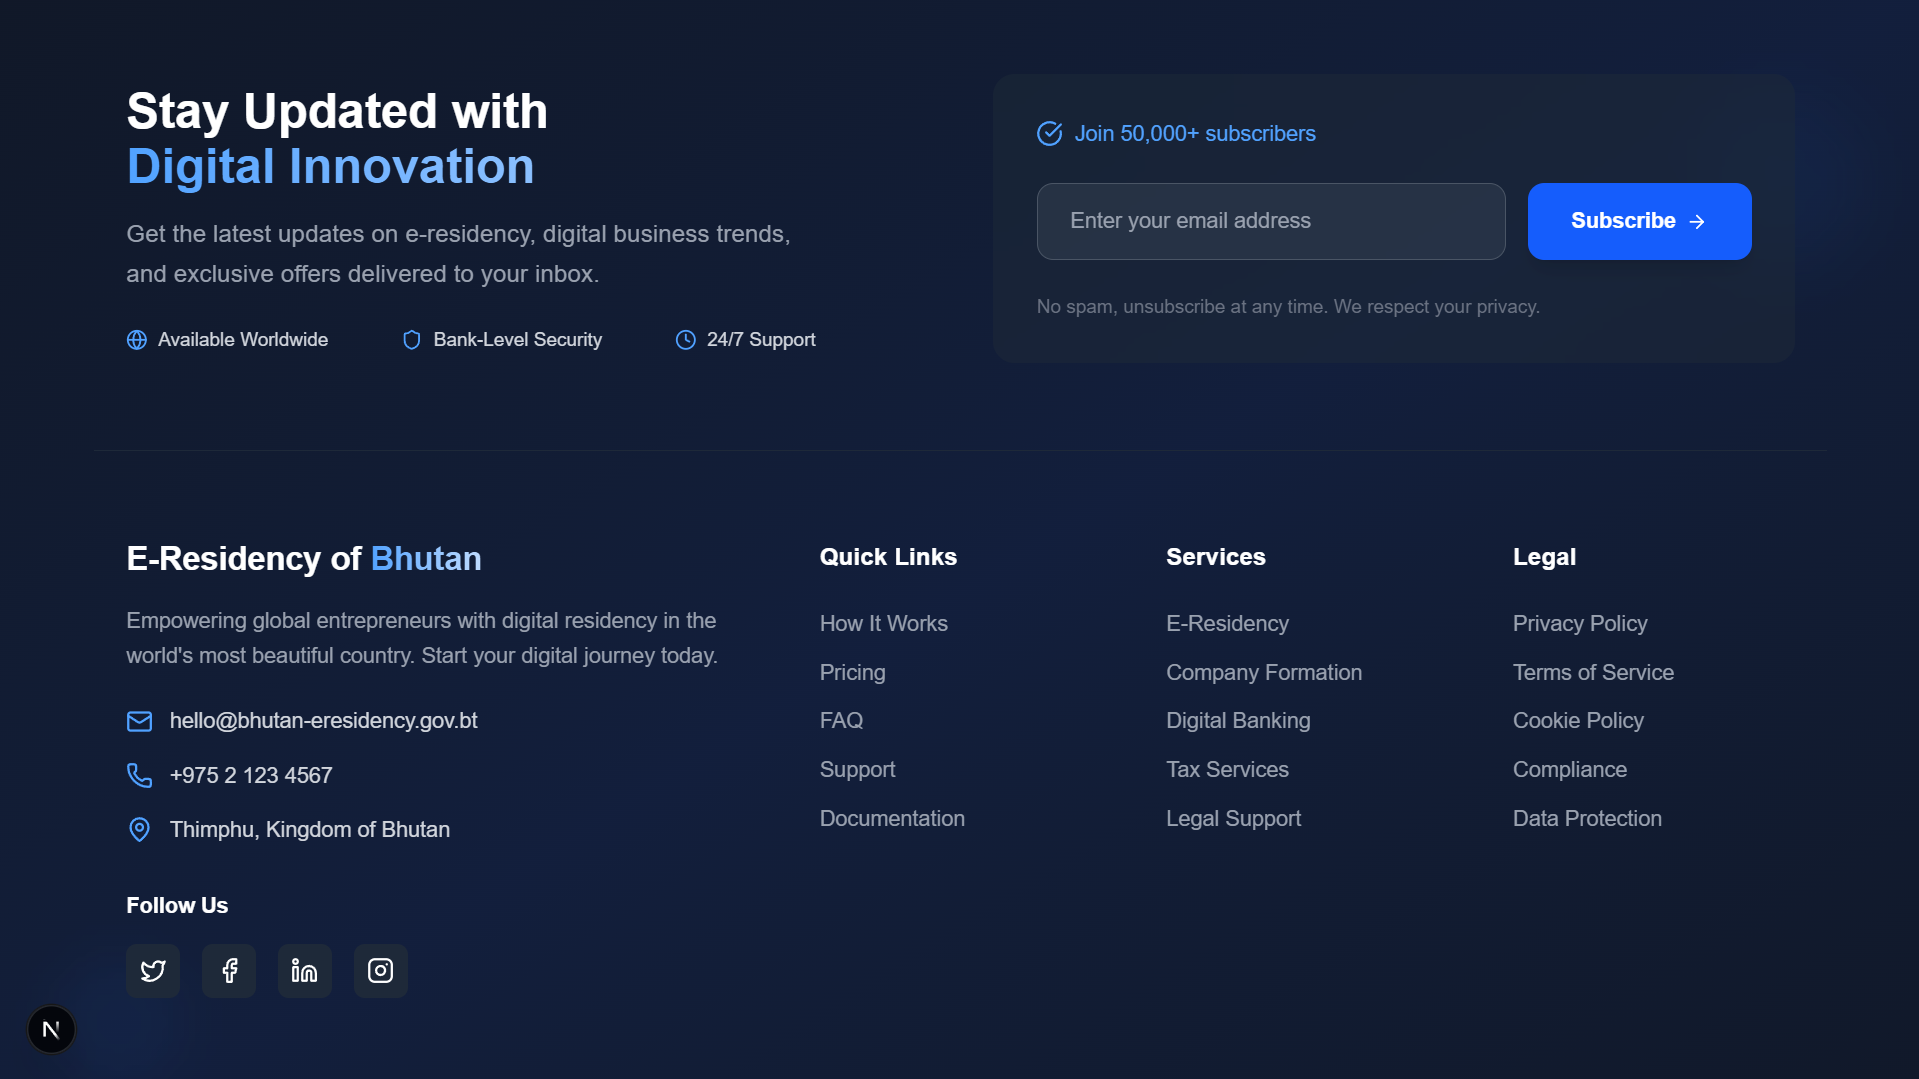 Stay Updated with
Digital Innovation
Get the latest updates on e-residency, digital business trends,
and exclusive offers delivered to your inbox.
Available Worldwide
Bank-Level Security
24/7 Support
Join 50,000+ subscribers
Enter your email address
Subscribe
No spam, unsubscribe at any time. We respect your privacy.
E-Residency of Bhutan
Empowering global entrepreneurs with digital residency in the
world's most beautiful country. Start your digital journey today.
hello@bhutan-eresidency.gov.bt
+975 2 123 4567
Thimphu, Kingdom of Bhutan
Follow Us
Quick Links
How It Works
Pricing
FAQ
Support
Documentation
Services
E-Residency
Company Formation
Digital Banking
Tax Services
Legal Support
Legal
Privacy Policy
Terms of Service
Cookie Policy
Compliance
Data Protection
N